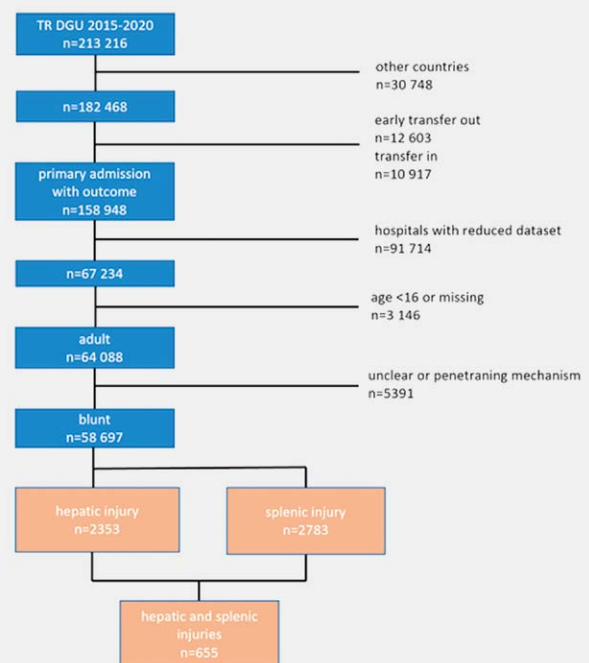 TR DGU 2015-2020
n=213 216
other countries
n=30 748
n=182 468
early transfer out
n=12 603
transfer in
n=10 917
primary admission
with outcome
n=158 948
hospitals with reduced dataset
n=91 714
n=67 234
age <16 or missing
n=3 146
adult
n=64 088
unclear or penetraning mechanism
n=5391
blunt
n=58 697
hepatic injury
n=2353
splenic injury
n=2783
hepatic and splenic
injuries
n=655